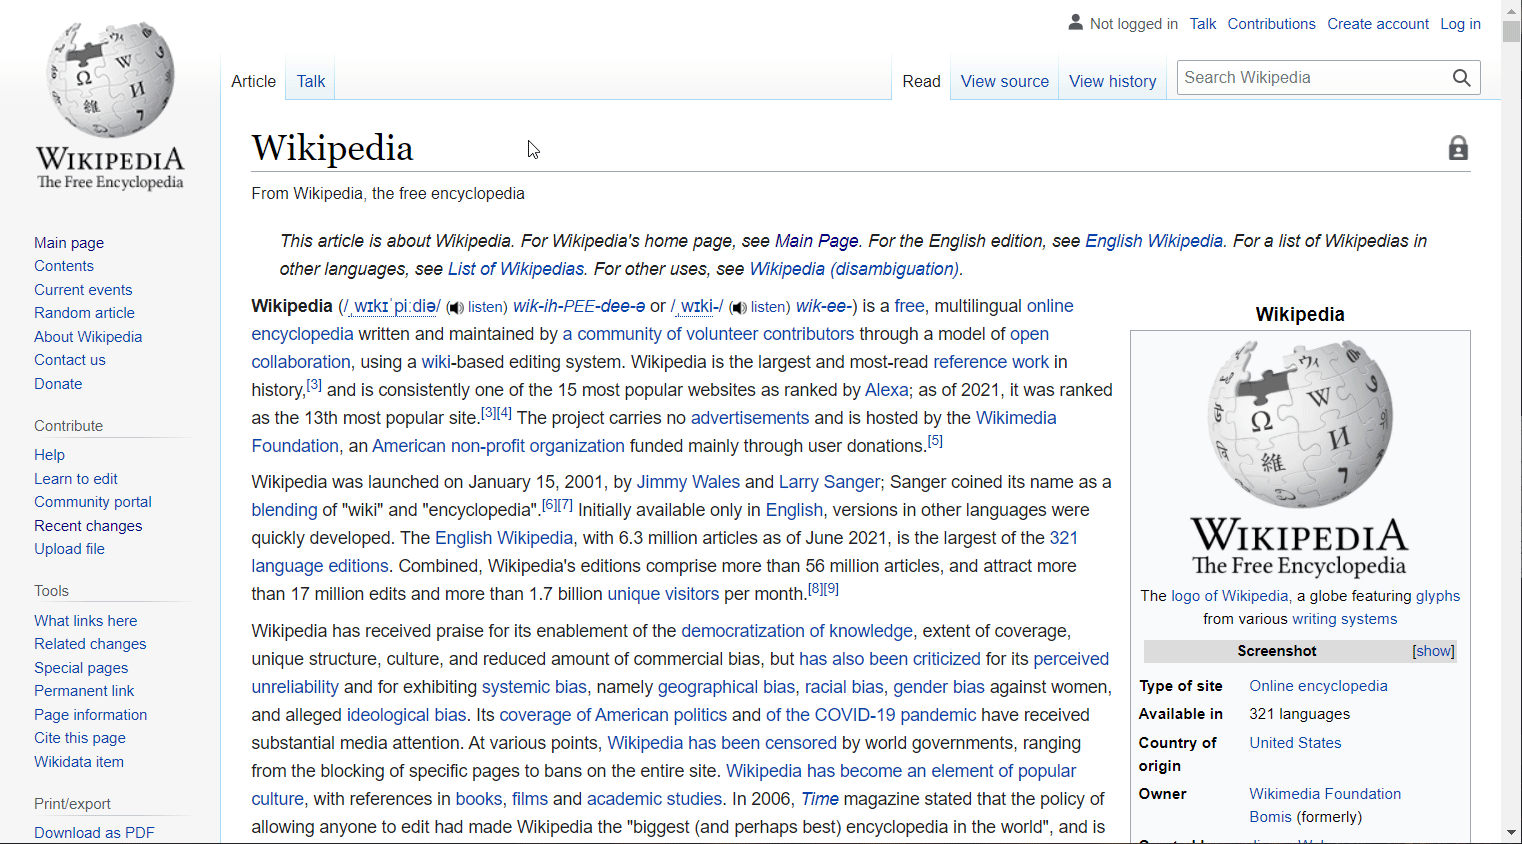 Not logged in Talk Contributions Create account Log in
Article Talk Read View source View history Search Wikipedia
WIKIPEDIA
The Free Encyclopedia
Main page
Contents
Current events
Random article
About Wikipedia
Contact us
Donate
Contribute
Help
Learn to edit
Community portal
Recent changes
Upload file
Tools
What links here
Related changes
Special pages
Permanent link
Page information
Cite this page
Wikidata item
Print/export
Download as PDF
Wikipedia
From Wikipedia, the free encyclopedia
This article is about Wikipedia. For Wikipedia's home page, see Main Page. For the English edition, see English Wikipedia. For a list of Wikipedias in
other languages, see List of Wikipedias. For other uses, see Wikipedia (disambiguation).
Wikipedia (/ˌwɪkɪˈpiːdiə/ (listen) wik-ih-PEE-dee-ə or /ˌwɪki-/ (listen) wik-ee-) is a free, multilingual online
encyclopedia written and maintained by a community of volunteer contributors through a model of open
collaboration, using a wiki-based editing system. Wikipedia is the largest and most-read reference work in
history,[3] and is consistently one of the 15 most popular websites as ranked by Alexa; as of 2021, it was ranked
as the 13th most popular site.[3][4] The project carries no advertisements and is hosted by the Wikimedia
Foundation, an American non-profit organization funded mainly through user donations.[5]
Wikipedia was launched on January 15, 2001, by Jimmy Wales and Larry Sanger; Sanger coined its name as a
blending of "wiki" and "encyclopedia".[6][7] Initially available only in English, versions in other languages were
quickly developed. The English Wikipedia, with 6.3 million articles as of June 2021, is the largest of the 321
language editions. Combined, Wikipedia's editions comprise more than 56 million articles, and attract more
than 17 million edits and more than 1.7 billion unique visitors per month.[8][9]
Wikipedia has received praise for its enablement of the democratization of knowledge, extent of coverage,
unique structure, culture, and reduced amount of commercial bias, but has also been criticized for its perceived
unreliability and for exhibiting systemic bias, namely geographical bias, racial bias, gender bias against women,
and alleged ideological bias. Its coverage of American politics and of the COVID-19 pandemic have received
substantial media attention. At various points, Wikipedia has been censored by world governments, ranging
from the blocking of specific pages to bans on the entire site. Wikipedia has become an element of popular
culture, with references in books, films and academic studies. In 2006, Time magazine stated that the policy of
allowing anyone to edit had made Wikipedia the "biggest (and perhaps best) encyclopedia in the world", and is
Wikipedia
Ω W И 維
WIKIPEDIA
The Free Encyclopedia
The logo of Wikipedia, a globe featuring glyphs
from various writing systems
Screenshot [show]
Type of site Online encyclopedia
Available in 321 languages
Country of United States
origin
Owner Wikimedia Foundation
Bomis (formerly)